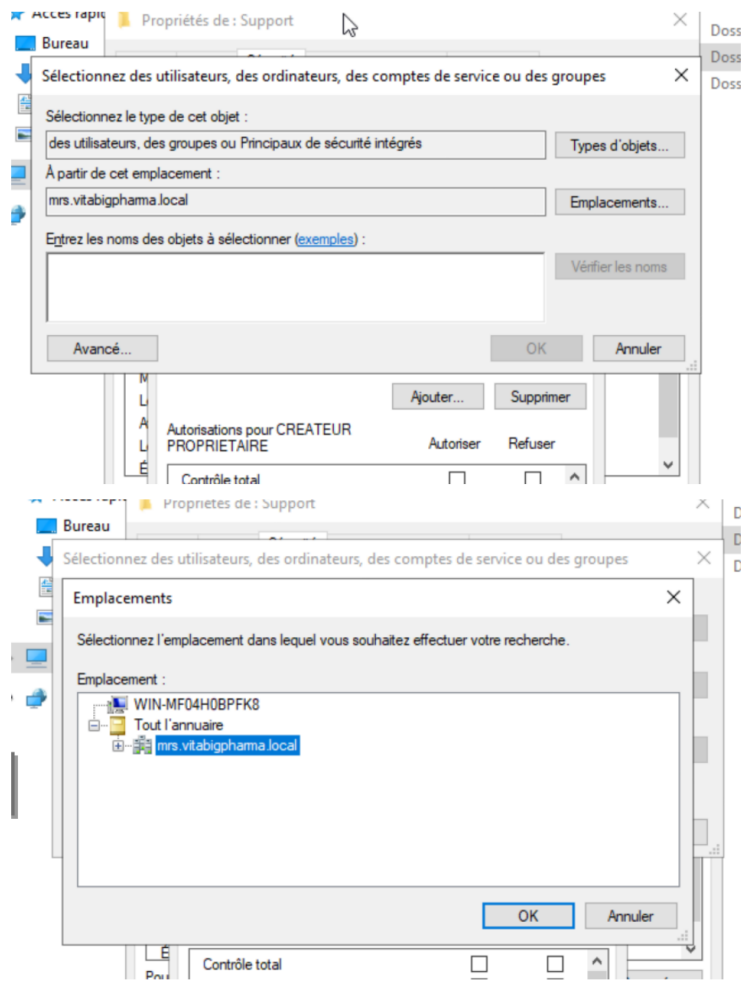 Accès rapic
Propriétés de : Support
Doss
Bureau
Doss
Sélectionnez des utilisateurs, des ordinateurs, des comptes de service ou des groupes
Doss
Sélectionnez le type de cet objet :
des utilisateurs, des groupes ou Principaux de sécurité intégrés
Types d'objets...
À partir de cet emplacement :
mrs.vitabigpharma.local
Emplacements...
Entrez les noms des objets à sélectionner (exemples) :
Vérifier les noms
Avancé...
OK
Annuler
M
Ajouter...
Supprimer
Autorisations pour CREATEUR
PROPRIETAIRE
Autoriser
Refuser
É
Contrôle total
Propriétés de : Support
D
Bureau
D
Sélectionnez des utilisateurs, des ordinateurs, des comptes de service ou des groupes
D
Emplacements
Sélectionnez l'emplacement dans lequel vous souhaitez effectuer votre recherche.
Emplacement :
WIN-MF04H0BPFK8
Tout l'annuaire
mrs.vitabigpharma.local
OK
Annuler
É
Contrôle total
Pou